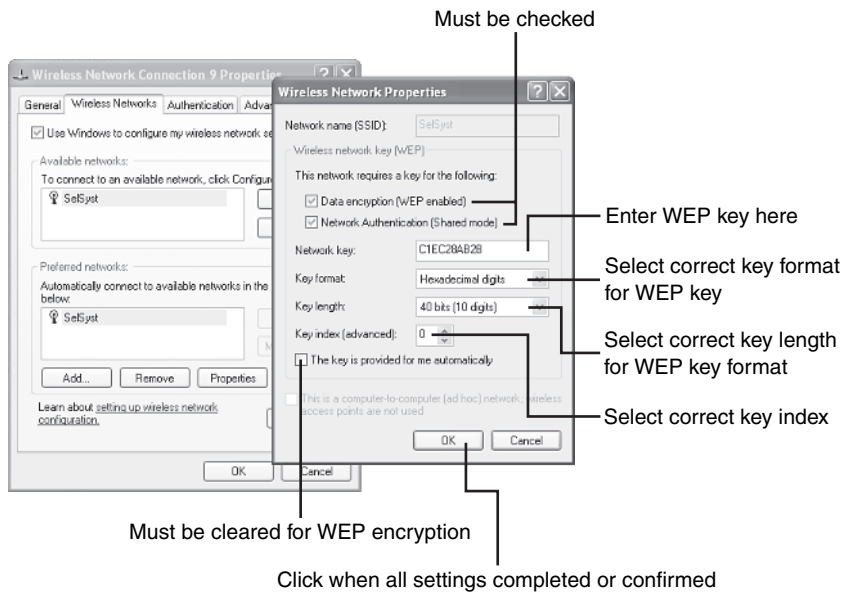 Must be checked
Wireless Network Connection 9 Properties
General Wireless Networks Authentication Advan
Use Windows to configure my wireless network se
Available networks:
To connect to an available network, click Configure
SelSyst
Preferred networks:
Automatically connect to available networks in the
below:
SelSyst
Add... Remove Properties
Learn about setting up wireless network
configuration.
OK Cancel
Wireless Network Properties
Network name (SSID): SelSyst
Wireless network key (WEP)
This network requires a key for the following:
Data encryption (WEP enabled)
Network Authentication (Shared mode)
Network key: C1EC28AB2B
Key format: Hexadecimal digits
Key length: 40 bits (10 digits)
Key index (advanced): 0
The key is provided for me automatically
This is a computer-to-computer (ad hoc) network; wireless
access points are not used
OK Cancel
Enter WEP key here
Select correct key format
for WEP key
Select correct key length
for WEP key format
Select correct key index
Must be cleared for WEP encryption
Click when all settings completed or confirmed